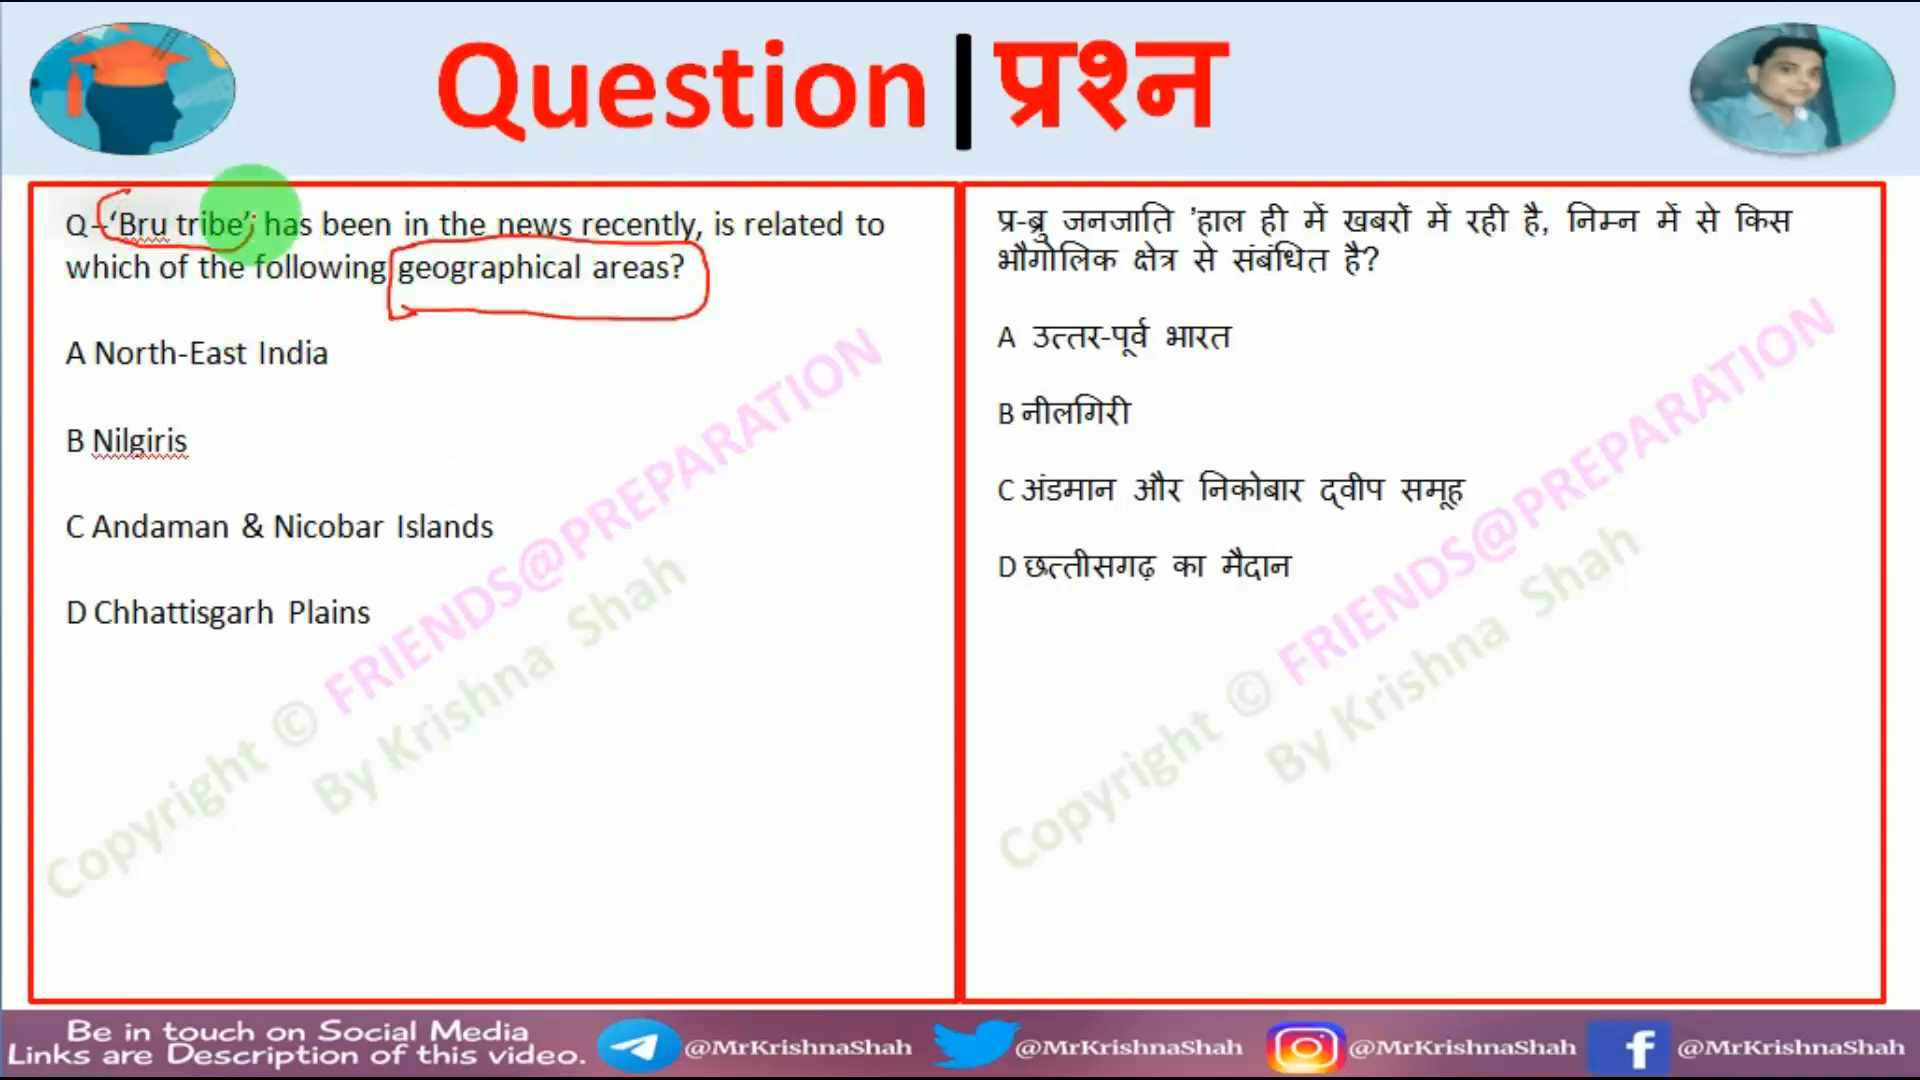 Question|प्रश्न
Q-‘Bru tribe’, has been in the news recently, is related to
which of the following geographical areas?
A North-East India
B Nilgiris
C Andaman & Nicobar Islands
D Chhattisgarh Plains
प्र-ब्रु जनजाति 'हाल ही में खबरों में रही है, निम्न में से किस
भौगोलिक क्षेत्र से संबंधित है?
A उत्तर-पूर्व भारत
B नीलगिरी
C अंडमान और निकोबार द्वीप समूह
D छत्तीसगढ़ का मैदान
Copyright © FRIENDS@PREPARATION
By Krishna Shah
Copyright © FRIENDS@PREPARATION
By Krishna Shah
Be in touch on Social Media
Links are Description of this video.
@MrKrishnaShah
@MrKrishnaShah
@MrKrishnaShah
@MrKrishnaShah